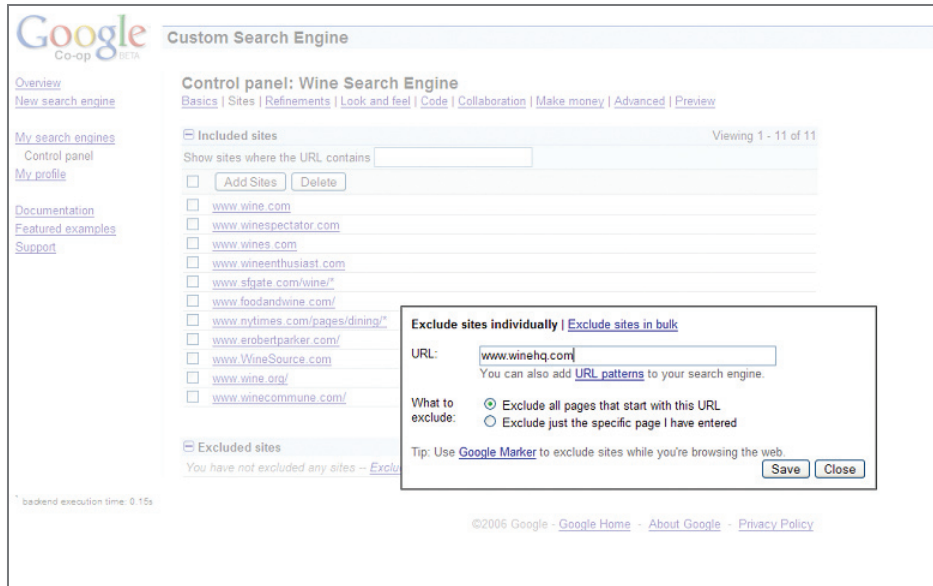 Google
Co-op BETA
Custom Search Engine
Overview
New search engine
My search engines
Control panel
My profile
Documentation
Featured examples
Support
Control panel: Wine Search Engine
Basics | Sites | Refinements | Look and feel | Code | Collaboration | Make money | Advanced | Preview
Included sites Viewing 1 - 11 of 11
Show sites where the URL contains
Add Sites Delete
www.wine.com
www.winespectator.com
www.wines.com
www.wineenthusiast.com
www.sfgate.com/wine/*
www.foodandwine.com/
www.nytimes.com/pages/dining/*
www.erobertparker.com/
www.WineSource.com
www.wine.org/
www.winecommune.com/
Excluded sites
You have not excluded any sites -- Exclu
Exclude sites individually | Exclude sites in bulk
URL: www.winehq.com
You can also add URL patterns to your search engine.
What to exclude:
Exclude all pages that start with this URL
Exclude just the specific page I have entered
Tip: Use Google Marker to exclude sites while you're browsing the web.
Save Close
* backend execution time: 0.15s
©2006 Google - Google Home - About Google - Privacy Policy